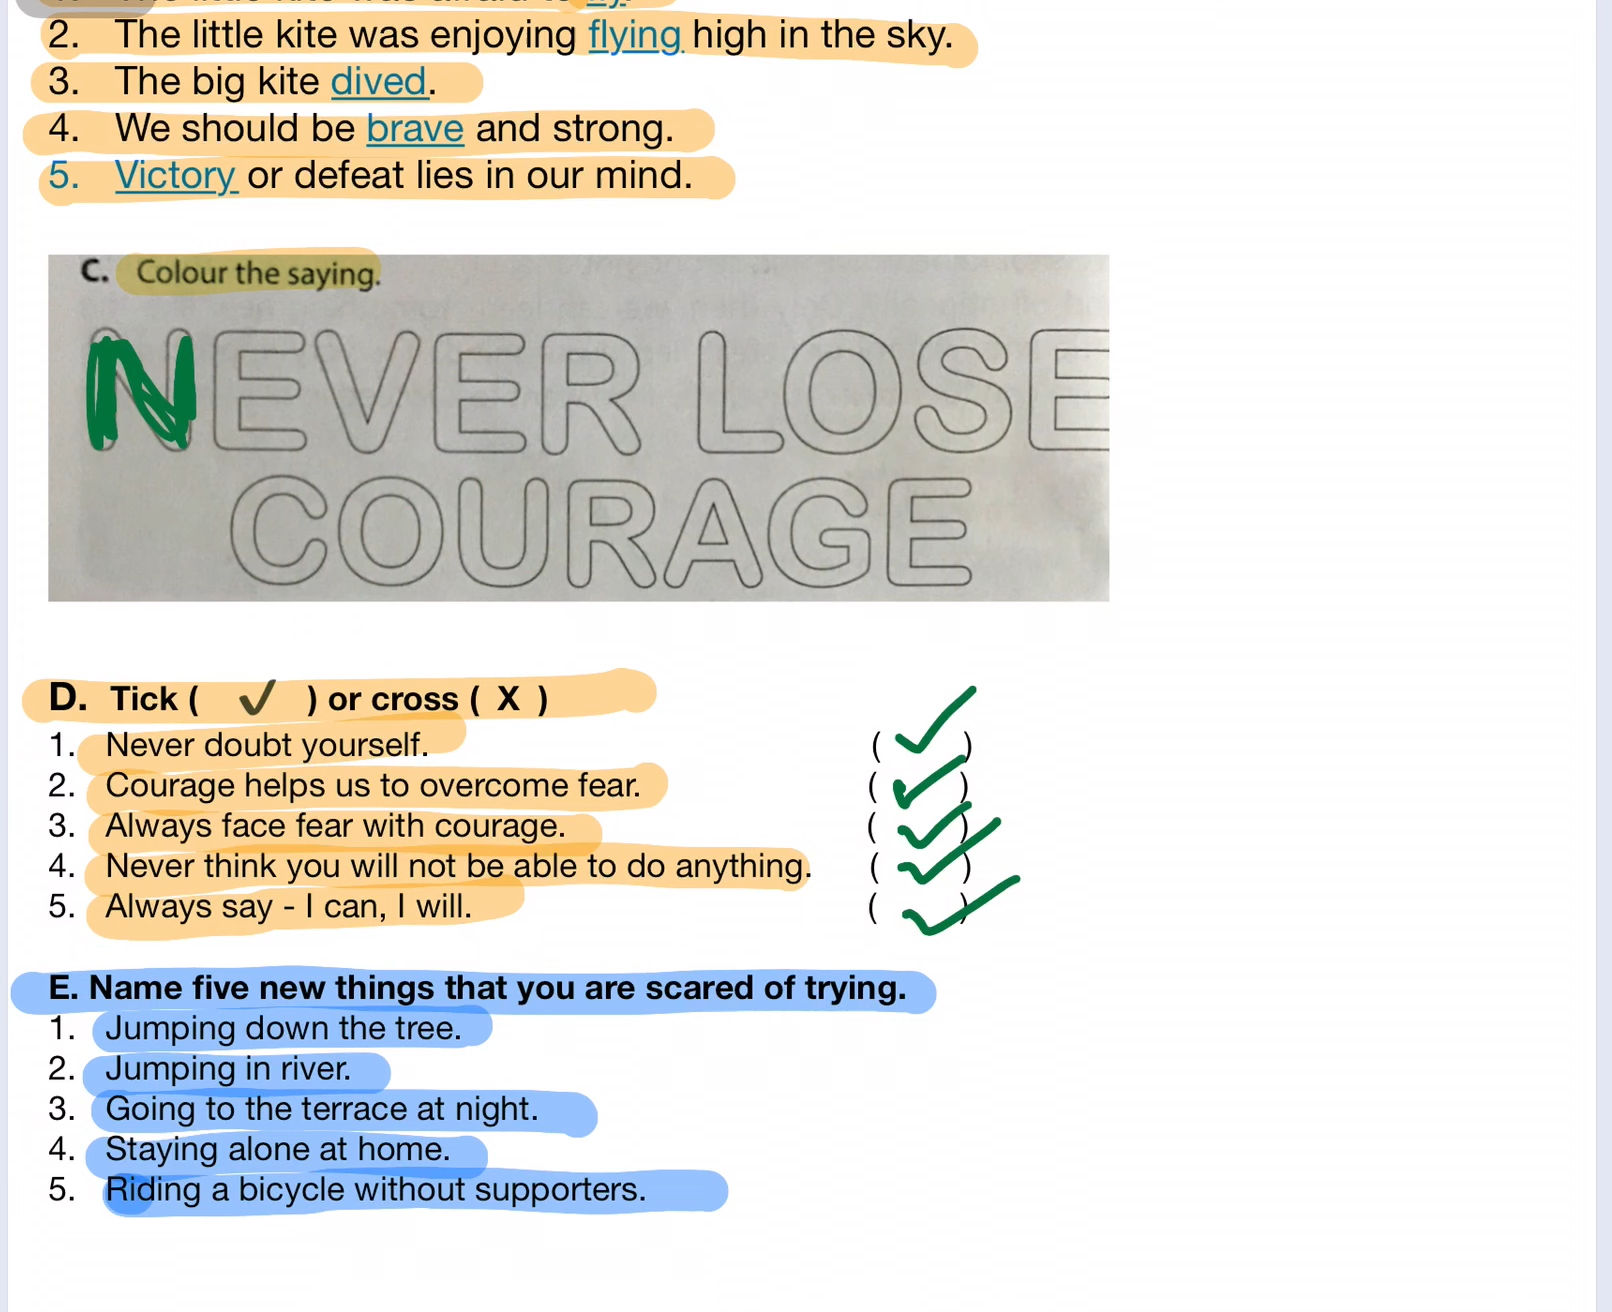 2. The little kite was enjoying flying high in the sky.
3. The big kite dived.
4. We should be brave and strong.
5. Victory or defeat lies in our mind.
C. Colour the saying.
NEVER LOSE
COURAGE
D. Tick ( ✓ ) or cross ( X )
1. Never doubt yourself. ( ✓ )
2. Courage helps us to overcome fear. ( ✓ )
3. Always face fear with courage. ( ✓ )
4. Never think you will not be able to do anything. ( ✓ )
5. Always say - I can, I will. ( ✓ )
E. Name five new things that you are scared of trying.
1. Jumping down the tree.
2. Jumping in river.
3. Going to the terrace at night.
4. Staying alone at home.
5. Riding a bicycle without supporters.